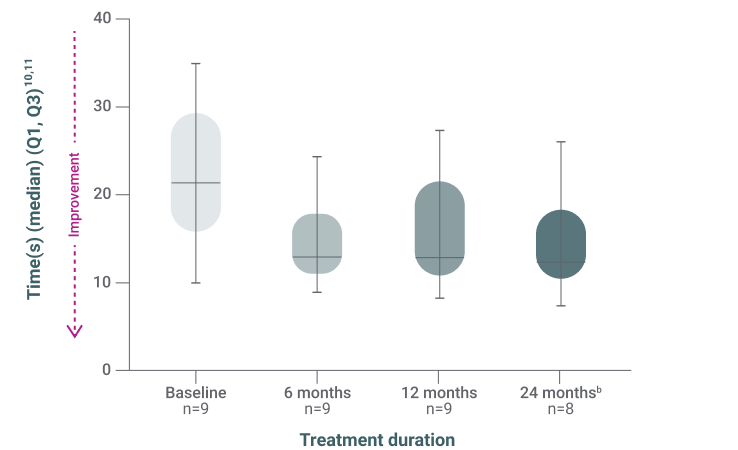 Time(s) (median) (Q1, Q3)10,11
Improvement
40
30
20
10
0
Baseline
n=9
6 months
n=9
12 months
n=9
24 monthsb
n=8
Treatment duration